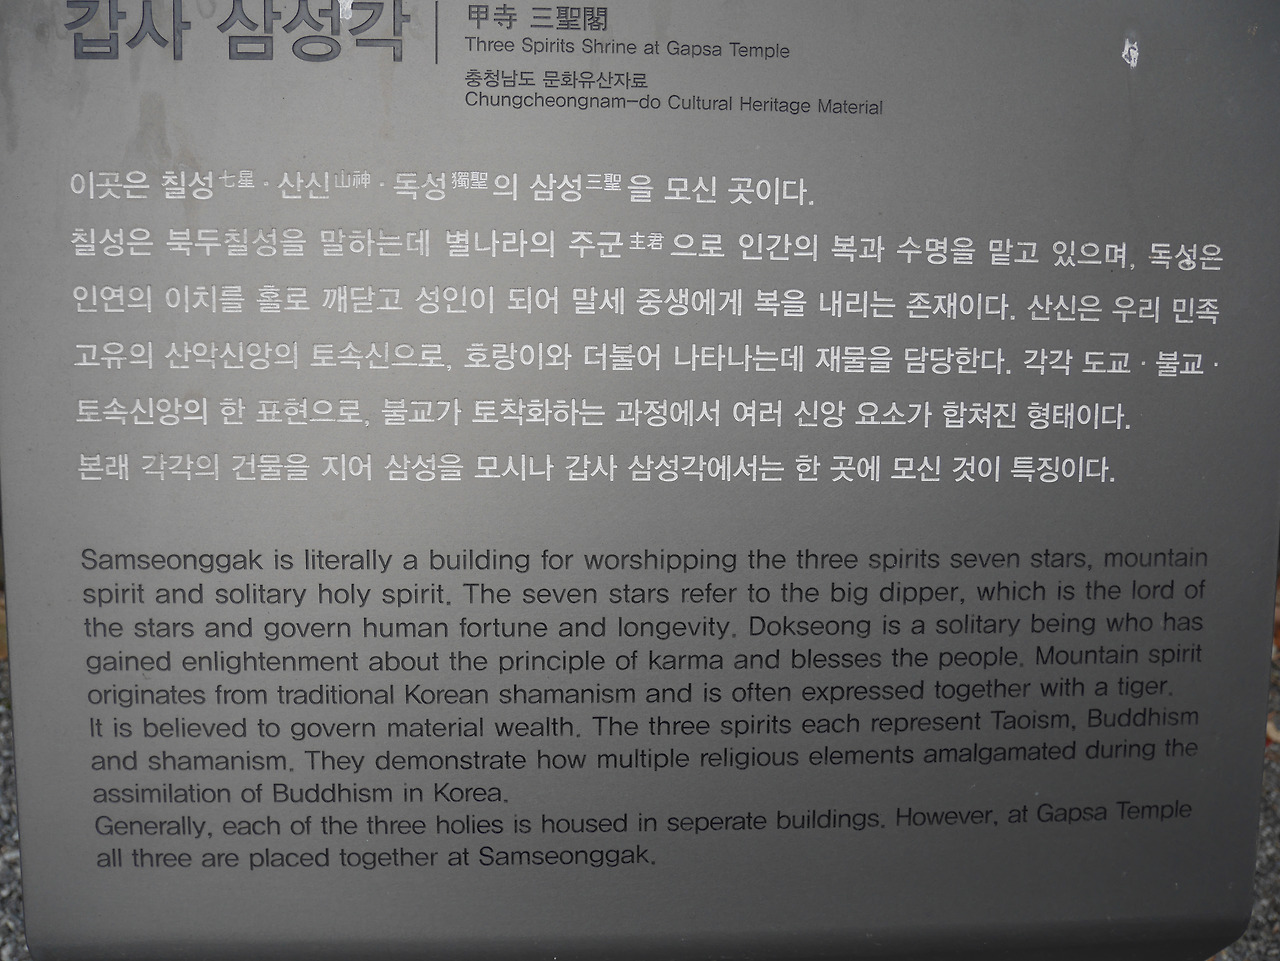 갑사 삼성각
甲寺 三聖閣
Three Spirits Shrine at Gapsa Temple
충청남도 문화유산자료
Chungcheongnam-do Cultural Heritage Material
이곳은 칠성七星 · 산신山神 · 독성獨聖의 삼성三聖을 모신 곳이다.
칠성은 북두칠성을 말하는데 별나라의 주군主君으로 인간의 복과 수명을 맡고 있으며, 독성은
인연의 이치를 홀로 깨닫고 성인이 되어 말세 중생에게 복을 내리는 존재이다. 산신은 우리 민족
고유의 산악신앙의 토속신으로, 호랑이와 더불어 나타나는데 재물을 담당한다. 각각 도교 · 불교 ·
토속신앙의 한 표현으로, 불교가 토착화하는 과정에서 여러 신앙 요소가 합쳐진 형태이다.
본래 각각의 건물을 지어 삼성을 모시나 갑사 삼성각에서는 한 곳에 모신 것이 특징이다.
Samseonggak is literally a building for worshipping the three spirits seven stars, mountain
spirit and solitary holy spirit. The seven stars refer to the big dipper, which is the lord of
the stars and govern human fortune and longevity. Dokseong is a solitary being who has
gained enlightenment about the principle of karma and blesses the people. Mountain spirit
originates from traditional Korean shamanism and is often expressed together with a tiger.
It is believed to govern material wealth. The three spirits each represent Taoism, Buddhism
and shamanism. They demonstrate how multiple religious elements amalgamated during the
assimilation of Buddhism in Korea.
Generally, each of the three holies is housed in seperate buildings. However, at Gapsa Temple
all three are placed together at Samseonggak.